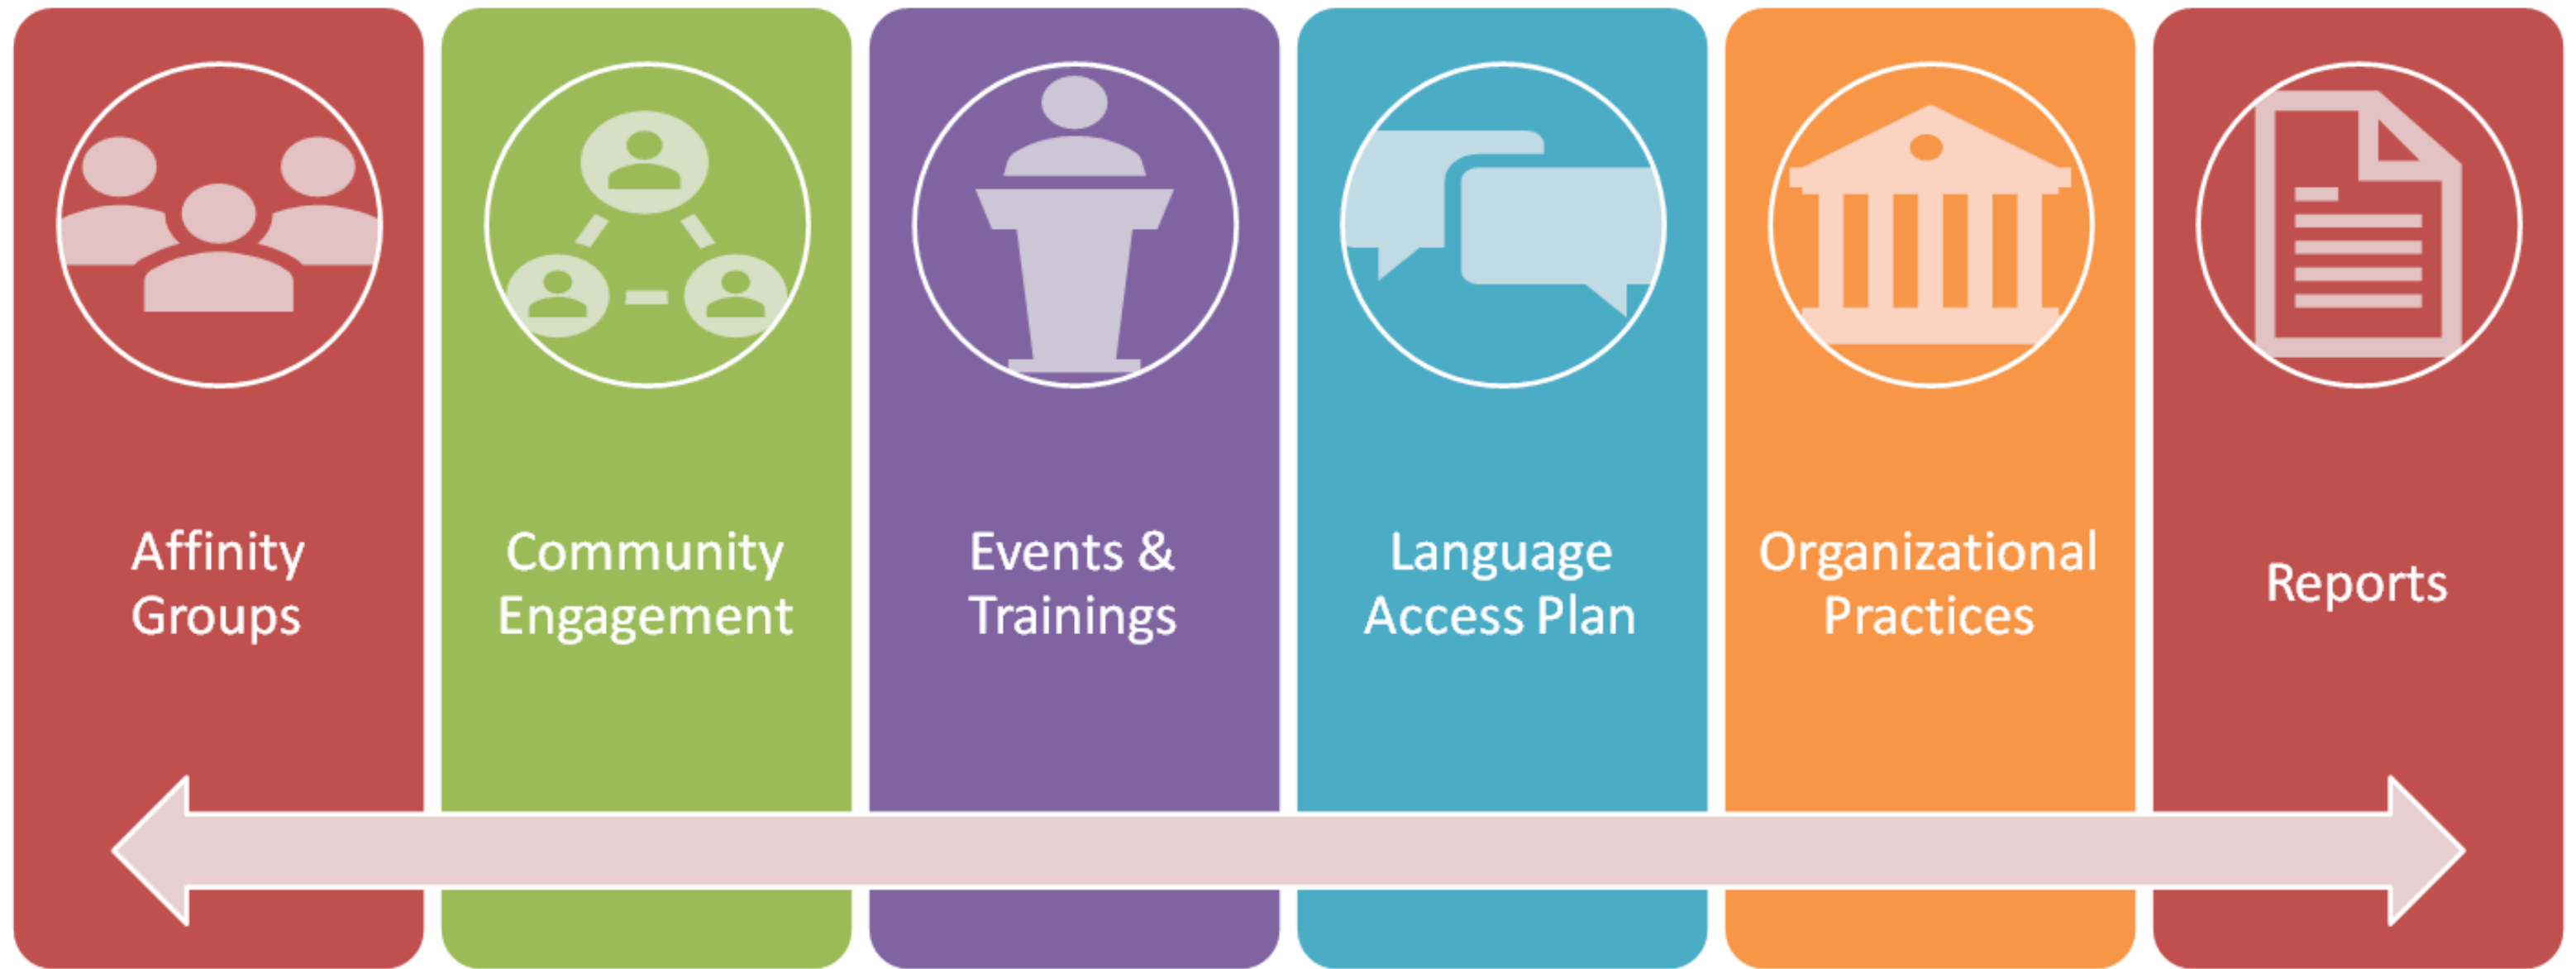 Affinity
Groups
Community
Engagement
Events &
Trainings
Language
Access Plan
Organizational
Practices
Reports